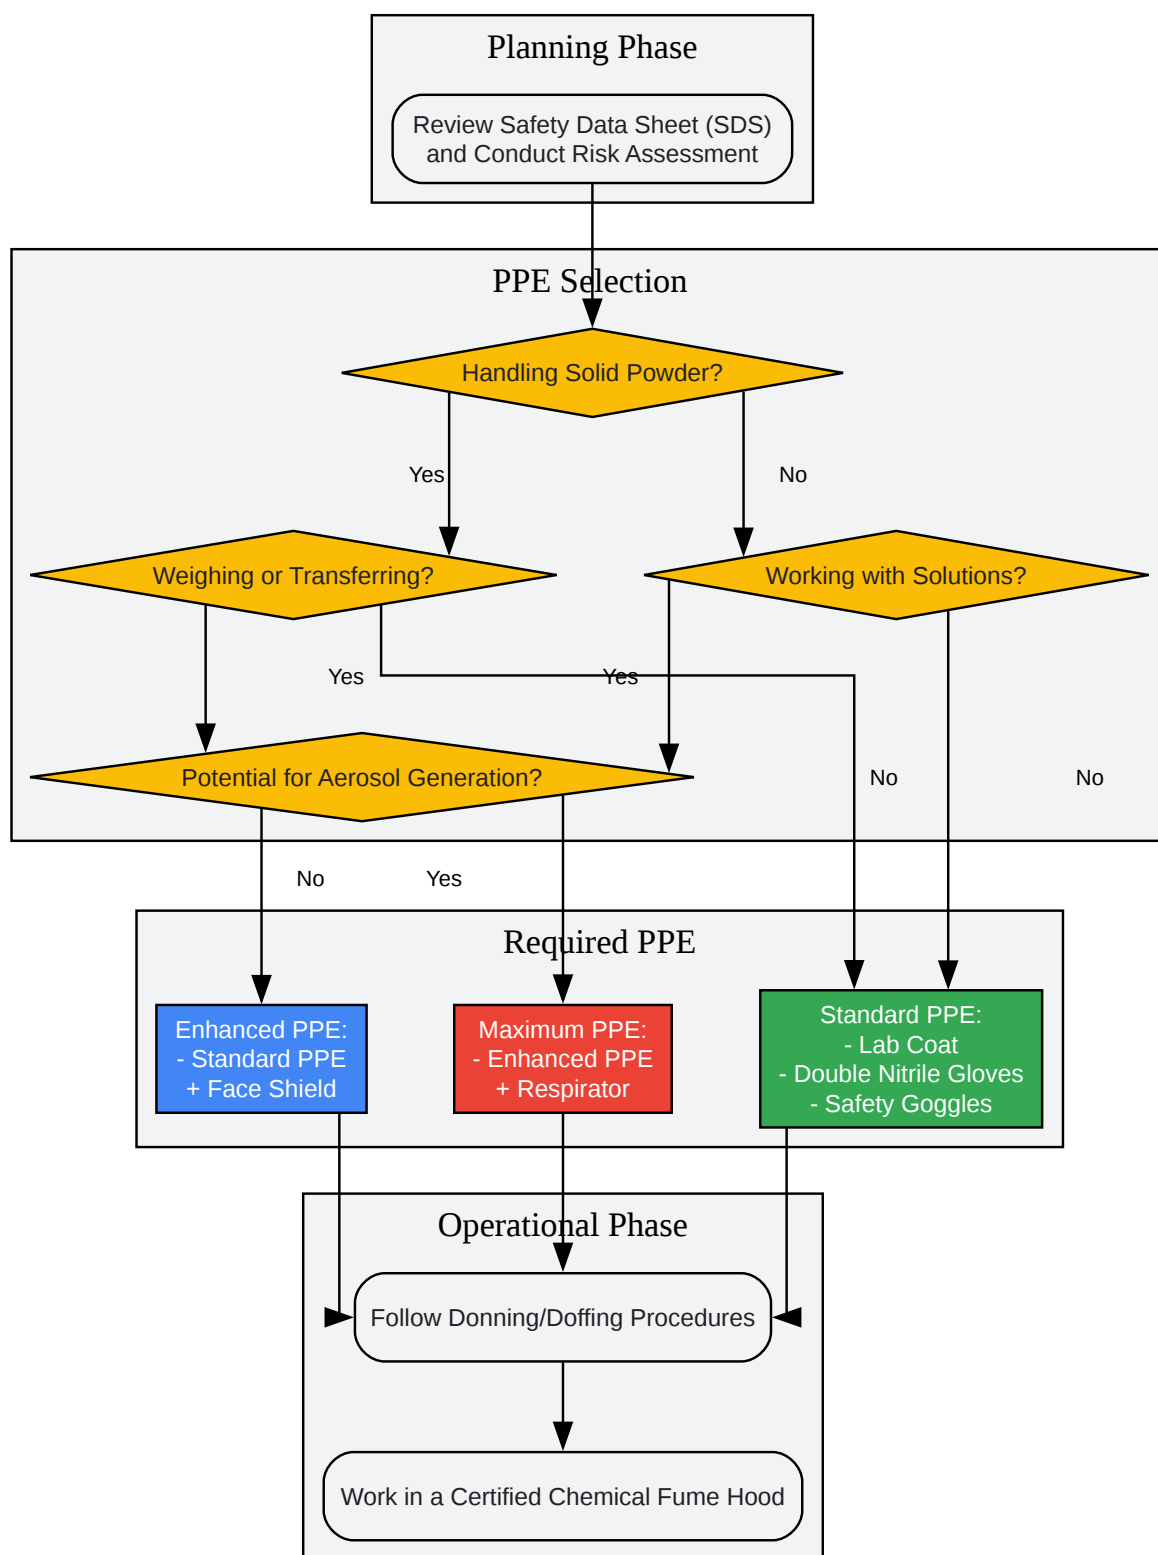 Planning Phase
Review Safety Data Sheet (SDS)
and Conduct Risk Assessment
PPE Selection
Handling Solid Powder?
Yes
No
Weighing or Transferring?
Working with Solutions?
Yes
Yes
Potential for Aerosol Generation?
No
No
No
Yes
Required PPE
Enhanced PPE:
- Standard PPE
+ Face Shield
Maximum PPE:
- Enhanced PPE
+ Respirator
Standard PPE:
- Lab Coat
- Double Nitrile Gloves
- Safety Goggles
Operational Phase
Follow Donning/Doffing Procedures
Work in a Certified Chemical Fume Hood